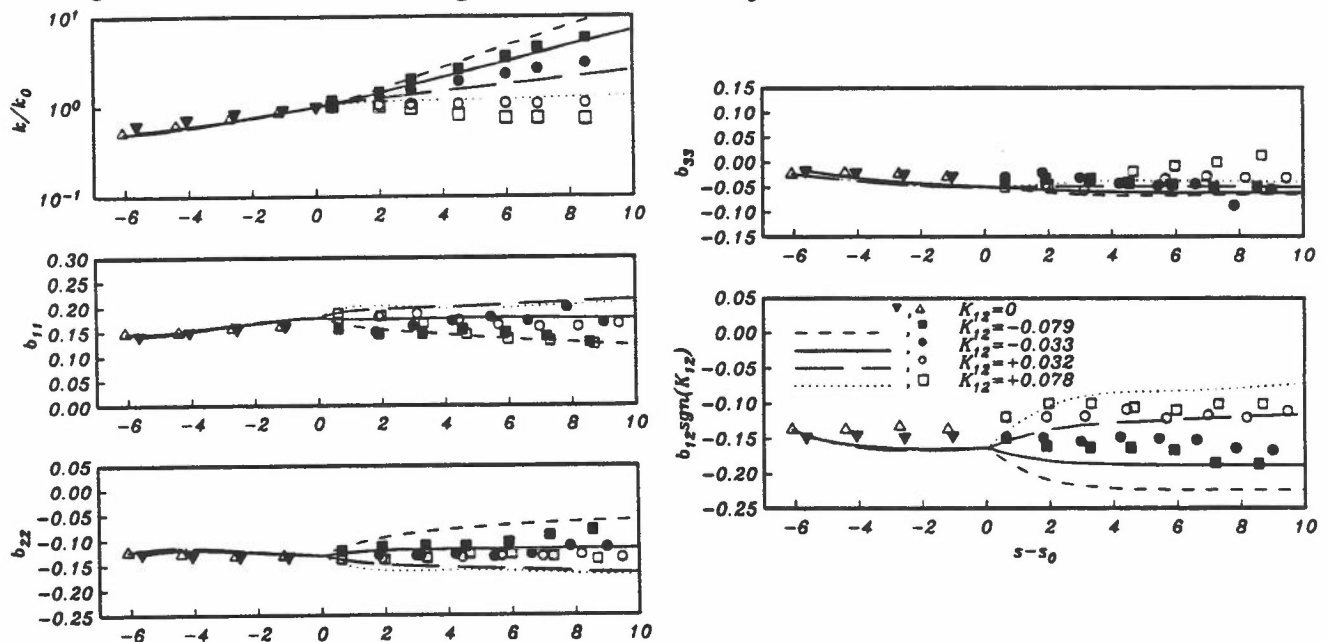 10¹
10⁰
10⁻¹
k/k₀
−6 −4 −2 0 2 4 6 8 10
0.30
0.20
0.15
0.10
0.05
0.00
b₁₁
−6 −4 −2 0 2 4 6 8 10
0.05
0.00
−0.05
−0.10
−0.15
−0.20
−0.25
b₂₂
−6 −4 −2 0 2 4 6 8 10
0.15
0.10
0.05
0.00
−0.05
−0.10
−0.15
b₃₃
−6 −4 −2 0 2 4 6 8 10
0.05
0.00
−0.05
−0.10
−0.15
−0.20
−0.25
b₁₂sgn(K₁₂)
, K₁₂=0
, K₁₂=−0.079
, K₁₂=−0.033
, K₁₂=+0.032
, K₁₂=+0.078
−6 −4 −2 0 2 4 6 8 10
s−s₀